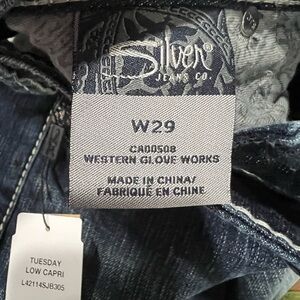 Silver®
JEANS CO.
W29
CA00508
WESTERN GLOVE WORKS
MADE IN CHINA/
FABRIQUÉ EN CHINE
TUESDAY
LOW CAPRI
L42114SJB305